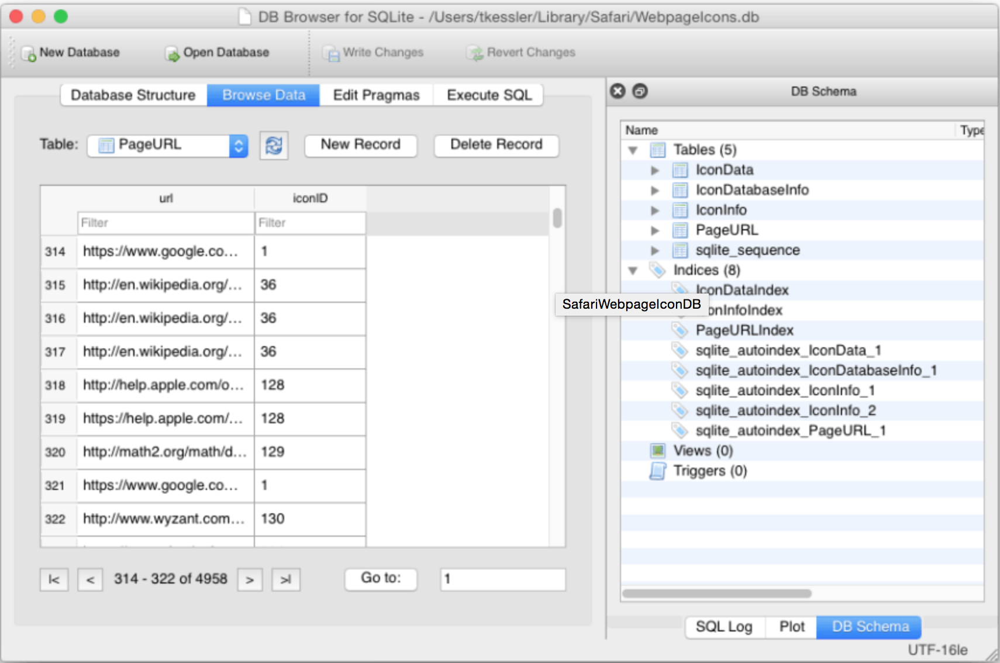 DB Browser for SQLite - /Users/tkessler/Library/Safari/WebpageIcons.db
New Database
Open Database
Write Changes
Revert Changes
Database Structure
Browse Data
Edit Pragmas
Execute SQL
Table:
PageURL
New Record
Delete Record
url iconID
Filter Filter
314 https://www.google.co... 1
315 http://en.wikipedia.org/... 36
316 http://en.wikipedia.org/... 36
317 http://en.wikipedia.org/... 36
318 http://help.apple.com/o... 128
319 https://help.apple.com/... 128
320 http://math2.org/math/d... 129
321 https://www.google.co... 1
322 http://www.wyzant.com... 130
|< < 314 - 322 of 4958 > >|
Go to: 1
DB Schema
Name Type
Tables (5)
IconData
IconDatabaseInfo
IconInfo
PageURL
sqlite_sequence
Indices (8)
IconDataIndex
SafariWebpageIconDB
onInfoIndex
PageURLIndex
sqlite_autoindex_IconData_1
sqlite_autoindex_IconDatabaseInfo_1
sqlite_autoindex_IconInfo_1
sqlite_autoindex_IconInfo_2
sqlite_autoindex_PageURL_1
Views (0)
Triggers (0)
SQL Log
Plot
DB Schema
UTF-16le